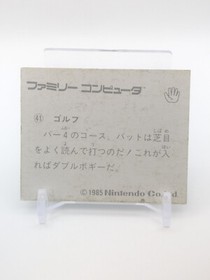 ファミリー コンピュータ
41 ゴルフ
パー4のコース。パットは芝目
をよく読んで打つのだ！これが入
ればダブルボギーだ。
© 1985 Nintendo Co., Ltd